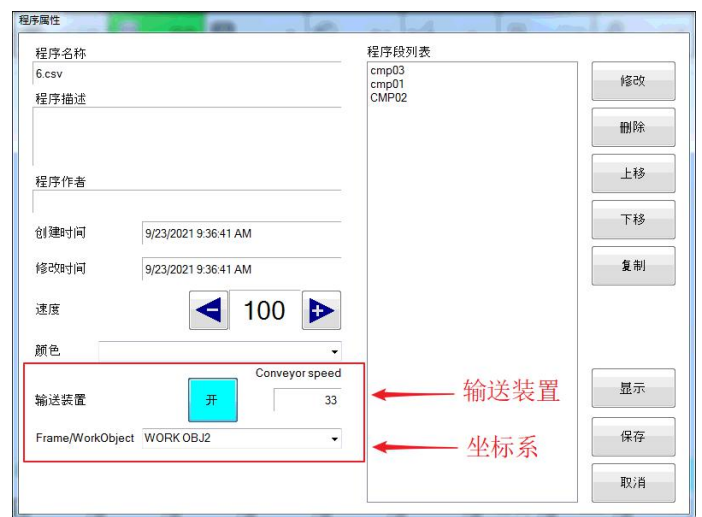 程序属性
程序名称
6.csv
程序描述
程序作者
创建时间 9/23/2021 9:36:41 AM
修改时间 9/23/2021 9:36:41 AM
速度 100
颜色
Conveyor speed
输送装置 开 33
Frame/WorkObject WORK OBJ2
程序段列表
cmp03
cmp01
CMP02
输送装置
坐标系
修改
删除
上移
下移
复制
显示
保存
取消